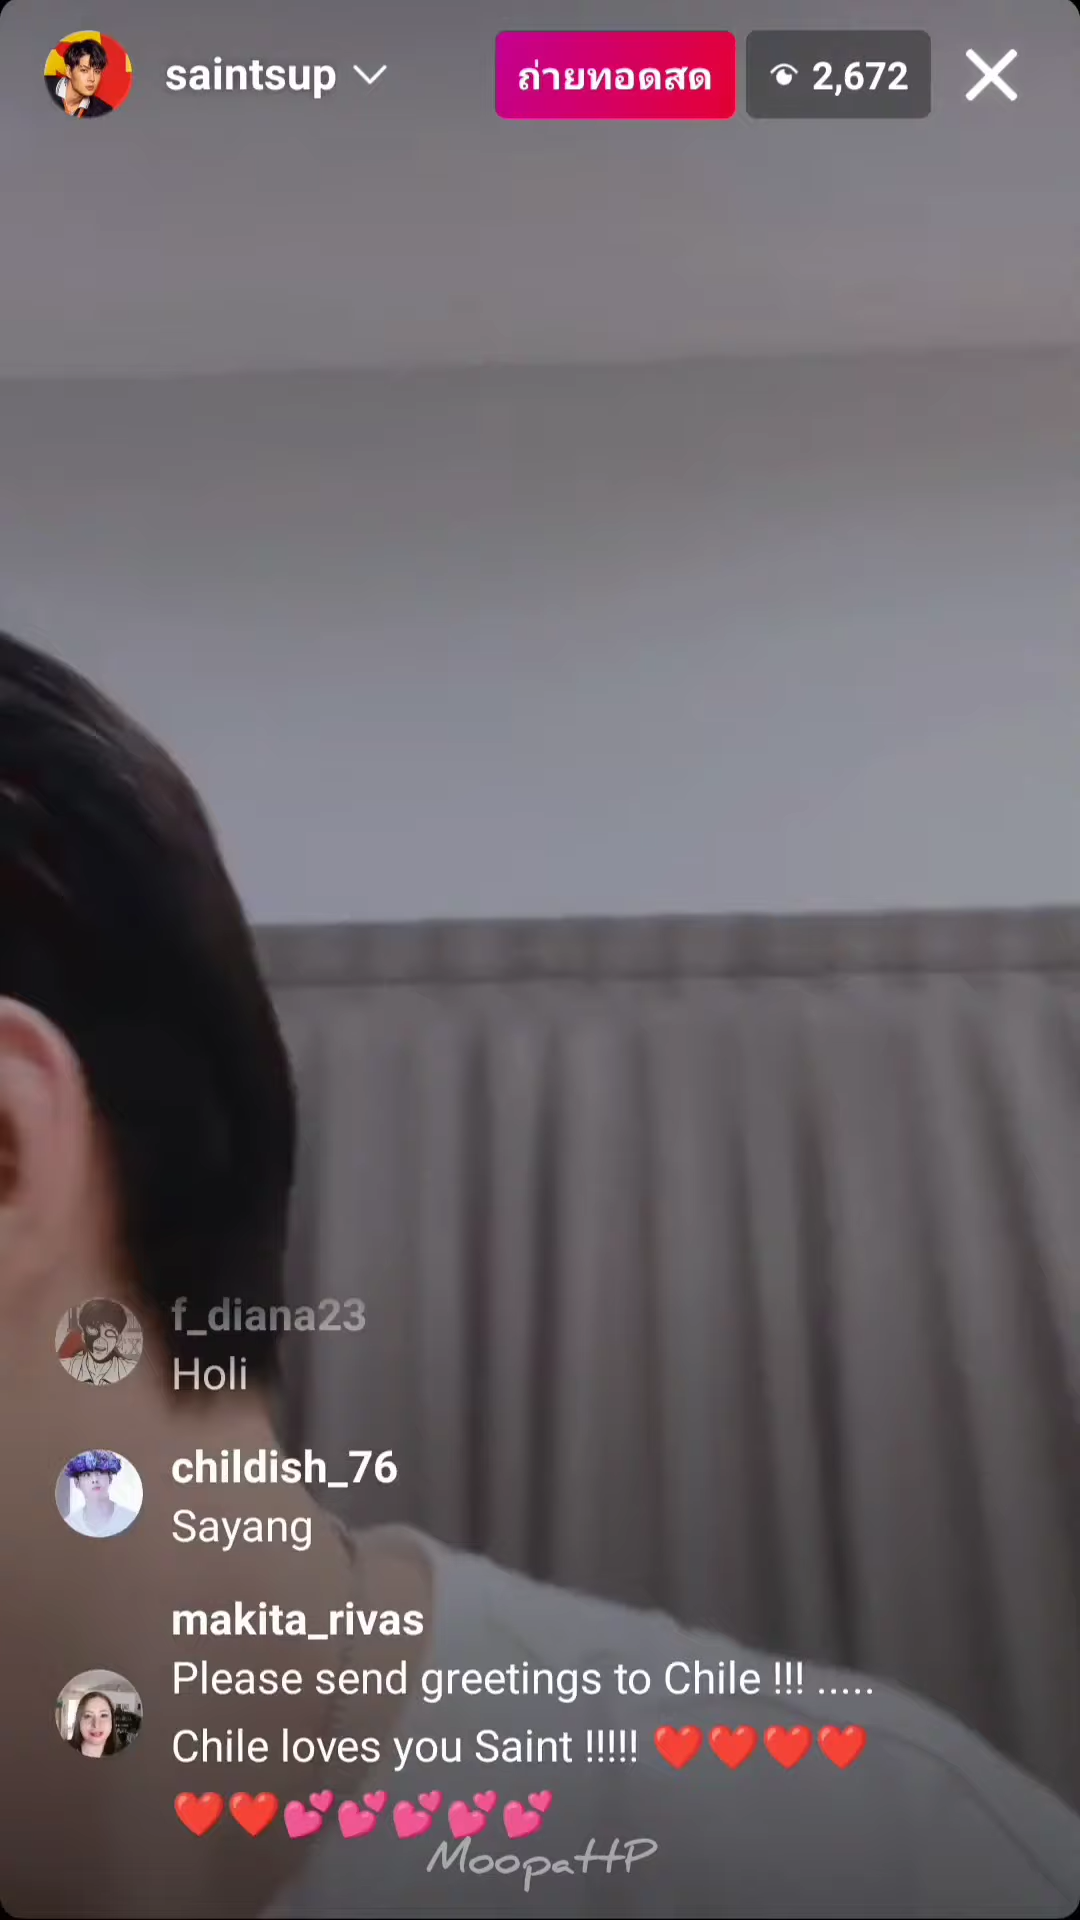 saintsup
ถ่ายทอดสด
2,672
f_diana23
Holi
childish_76
Sayang
makita_rivas
Please send greetings to Chile !!! .....
Chile loves you Saint !!!!! ❤️❤️❤️❤️
❤️❤️💕💕💕💕💕
MoopaHP